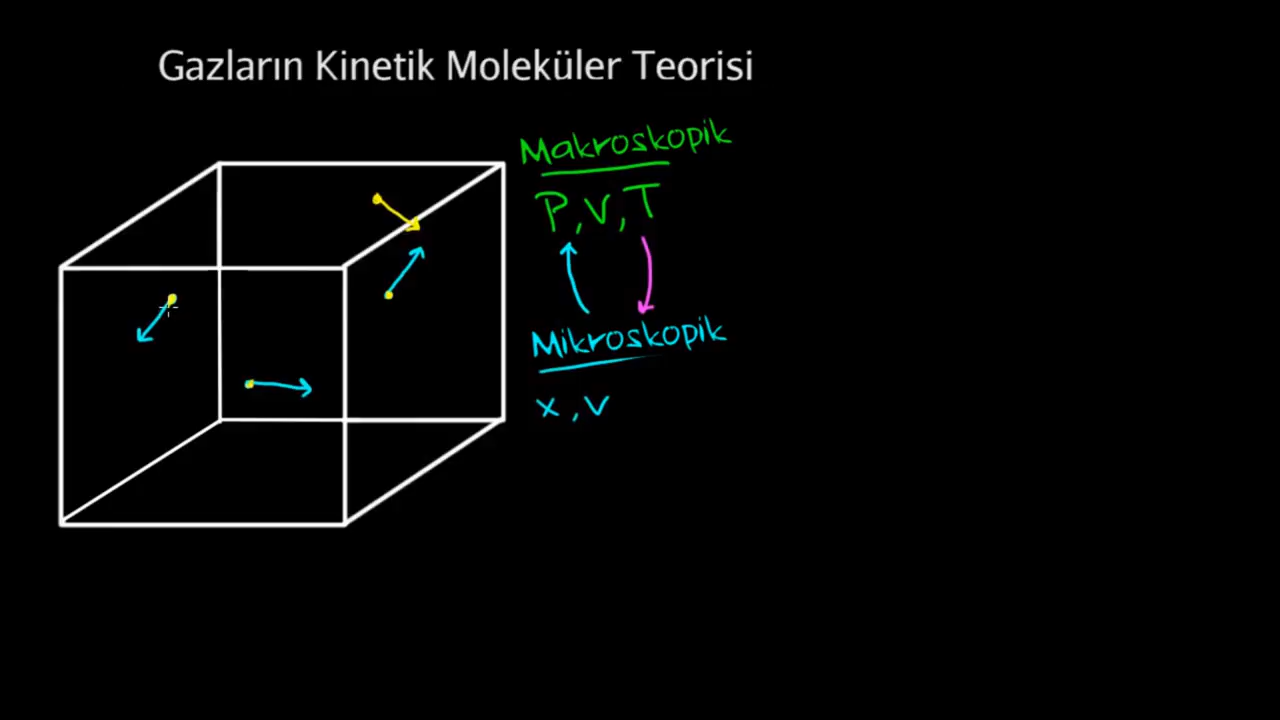 Gazların Kinetik Moleküler Teorisi
Makroskopik
P, V, T
Mikroskopik
x, v